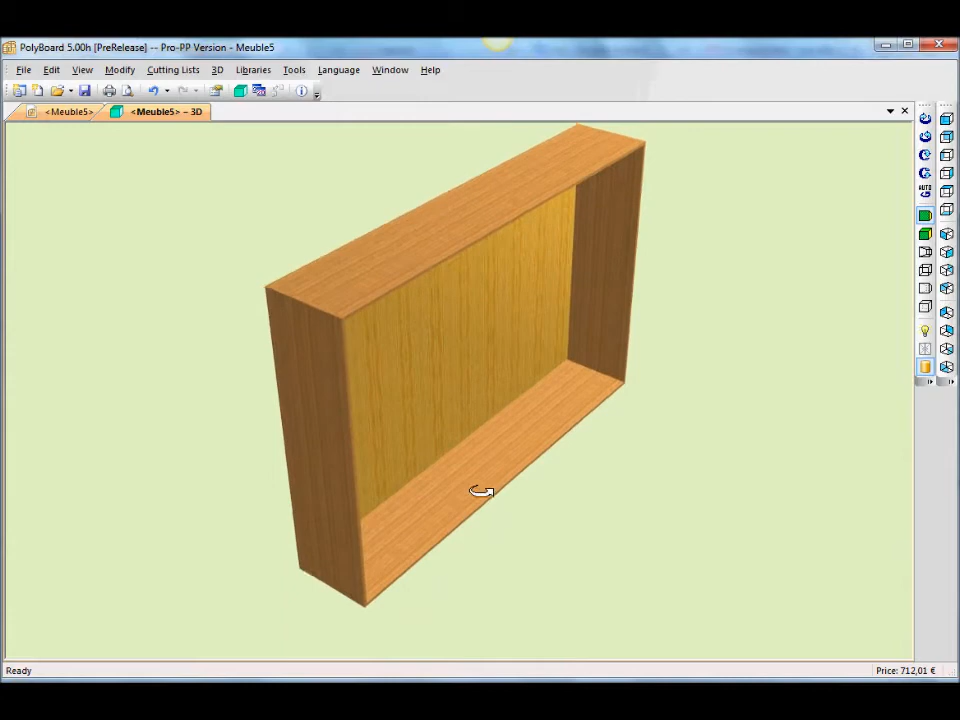 PolyBoard 5.00h [PreRelease] -- Pro-PP Version - Meuble5
File Edit View Modify Cutting Lists 3D Libraries Tools Language Window Help
<Meuble5> <Meuble5> – 3D
AUTO
Ready Price: 712,01 €